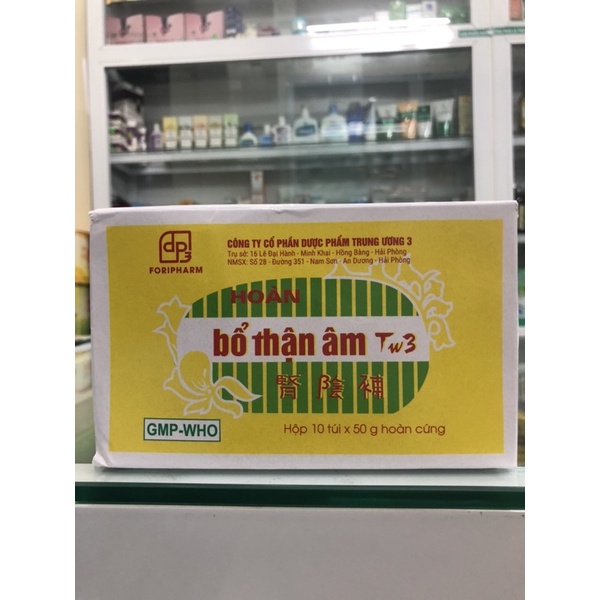 dp3
FORIPHARM
CÔNG TY CỔ PHẦN DƯỢC PHẨM TRUNG ƯƠNG 3
Trụ sở: 16 Lê Đại Hành - Minh Khai - Hồng Bàng - Hải Phòng
NMSX: Số 28 - Đường 351 - Nam Sơn - An Dương - Hải Phòng
HOÀN
bổ thận âm Tw3
腎陰補
GMP-WHO
Hộp 10 túi x 50 g hoàn cứng